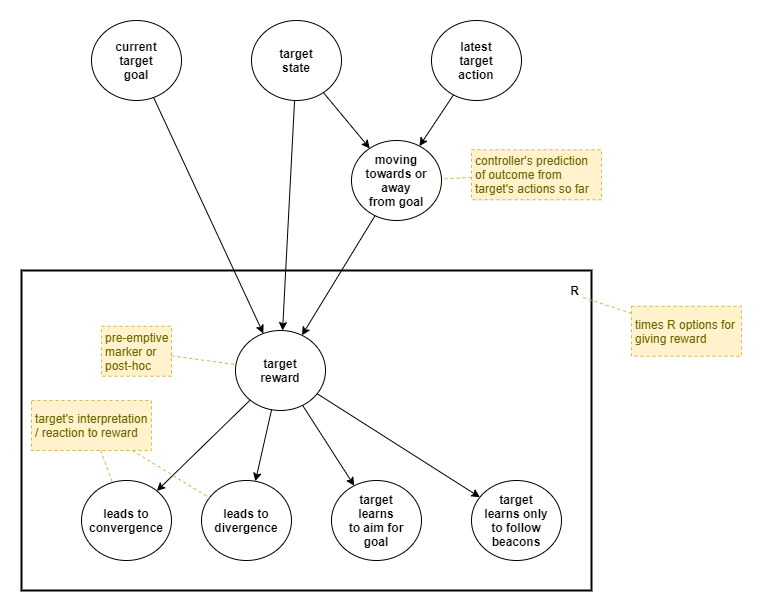 current
target
goal
target
state
latest
target
action
moving
towards or
away
from goal
controller's prediction
of outcome from
target's actions so far
R
times R options for
giving reward
pre-emptive
marker or
post-hoc
target
reward
target's interpretation
/ reaction to reward
leads to
convergence
leads to
divergence
target
learns
to aim for
goal
target
learns only
to follow
beacons